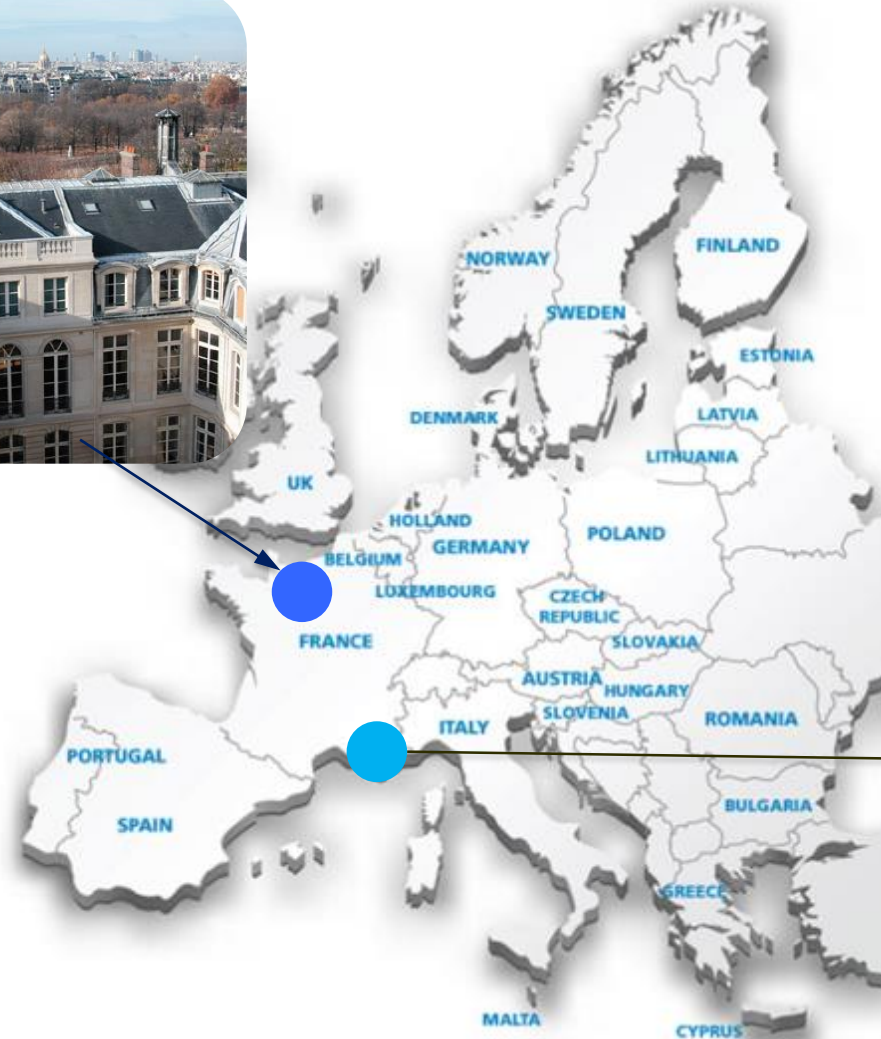 NORWAY
FINLAND
SWEDEN
ESTONIA
DENMARK
LATVIA
LITHUANIA
UK
HOLLAND
POLAND
BELGIUM
GERMANY
LUXEMBOURG
CZECH
REPUBLIC
FRANCE
SLOVAKIA
AUSTRIA
HUNGARY
SLOVENIA
ITALY
ROMANIA
PORTUGAL
BULGARIA
SPAIN
GREECE
MALTA
CYPRUS